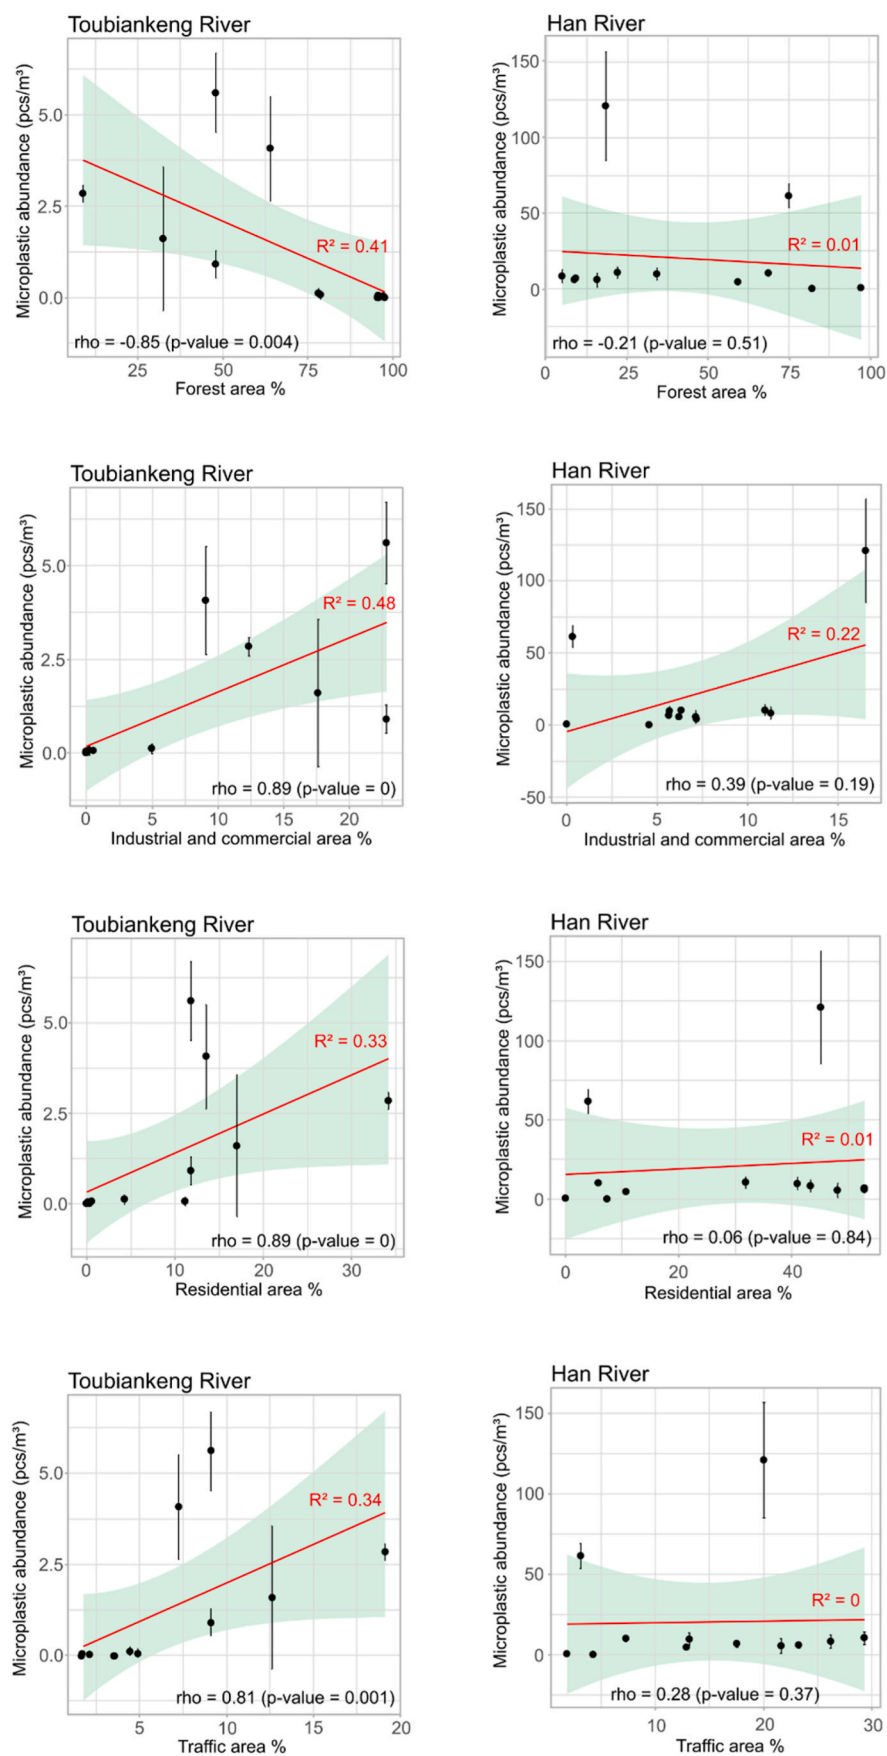 Toubiankeng River
Microplastic abundance (pcs/m³)
5.0
2.5
0.0
R² = 0.41
rho = -0.85 (p-value = 0.004)
25 50 75 100
Forest area %
Han River
Microplastic abundance (pcs/m³)
150
100
50
0
R² = 0.01
rho = -0.21 (p-value = 0.51)
0 25 50 75 100
Forest area %
Toubiankeng River
Microplastic abundance (pcs/m³)
5.0
2.5
0.0
R² = 0.48
rho = 0.89 (p-value = 0)
0 5 10 15 20
Industrial and commercial area %
Han River
Microplastic abundance (pcs/m³)
150
100
50
0
-50
R² = 0.22
rho = 0.39 (p-value = 0.19)
0 5 10 15
Industrial and commercial area %
Toubiankeng River
Microplastic abundance (pcs/m³)
5.0
2.5
0.0
R² = 0.33
rho = 0.89 (p-value = 0)
0 10 20 30
Residential area %
Han River
Microplastic abundance (pcs/m³)
150
100
50
0
R² = 0.01
rho = 0.06 (p-value = 0.84)
0 20 40
Residential area %
Toubiankeng River
Microplastic abundance (pcs/m³)
5.0
2.5
0.0
R² = 0.34
rho = 0.81 (p-value = 0.001)
5 10 15 20
Traffic area %
Han River
Microplastic abundance (pcs/m³)
150
100
50
0
R² = 0
rho = 0.28 (p-value = 0.37)
10 20 30
Traffic area %